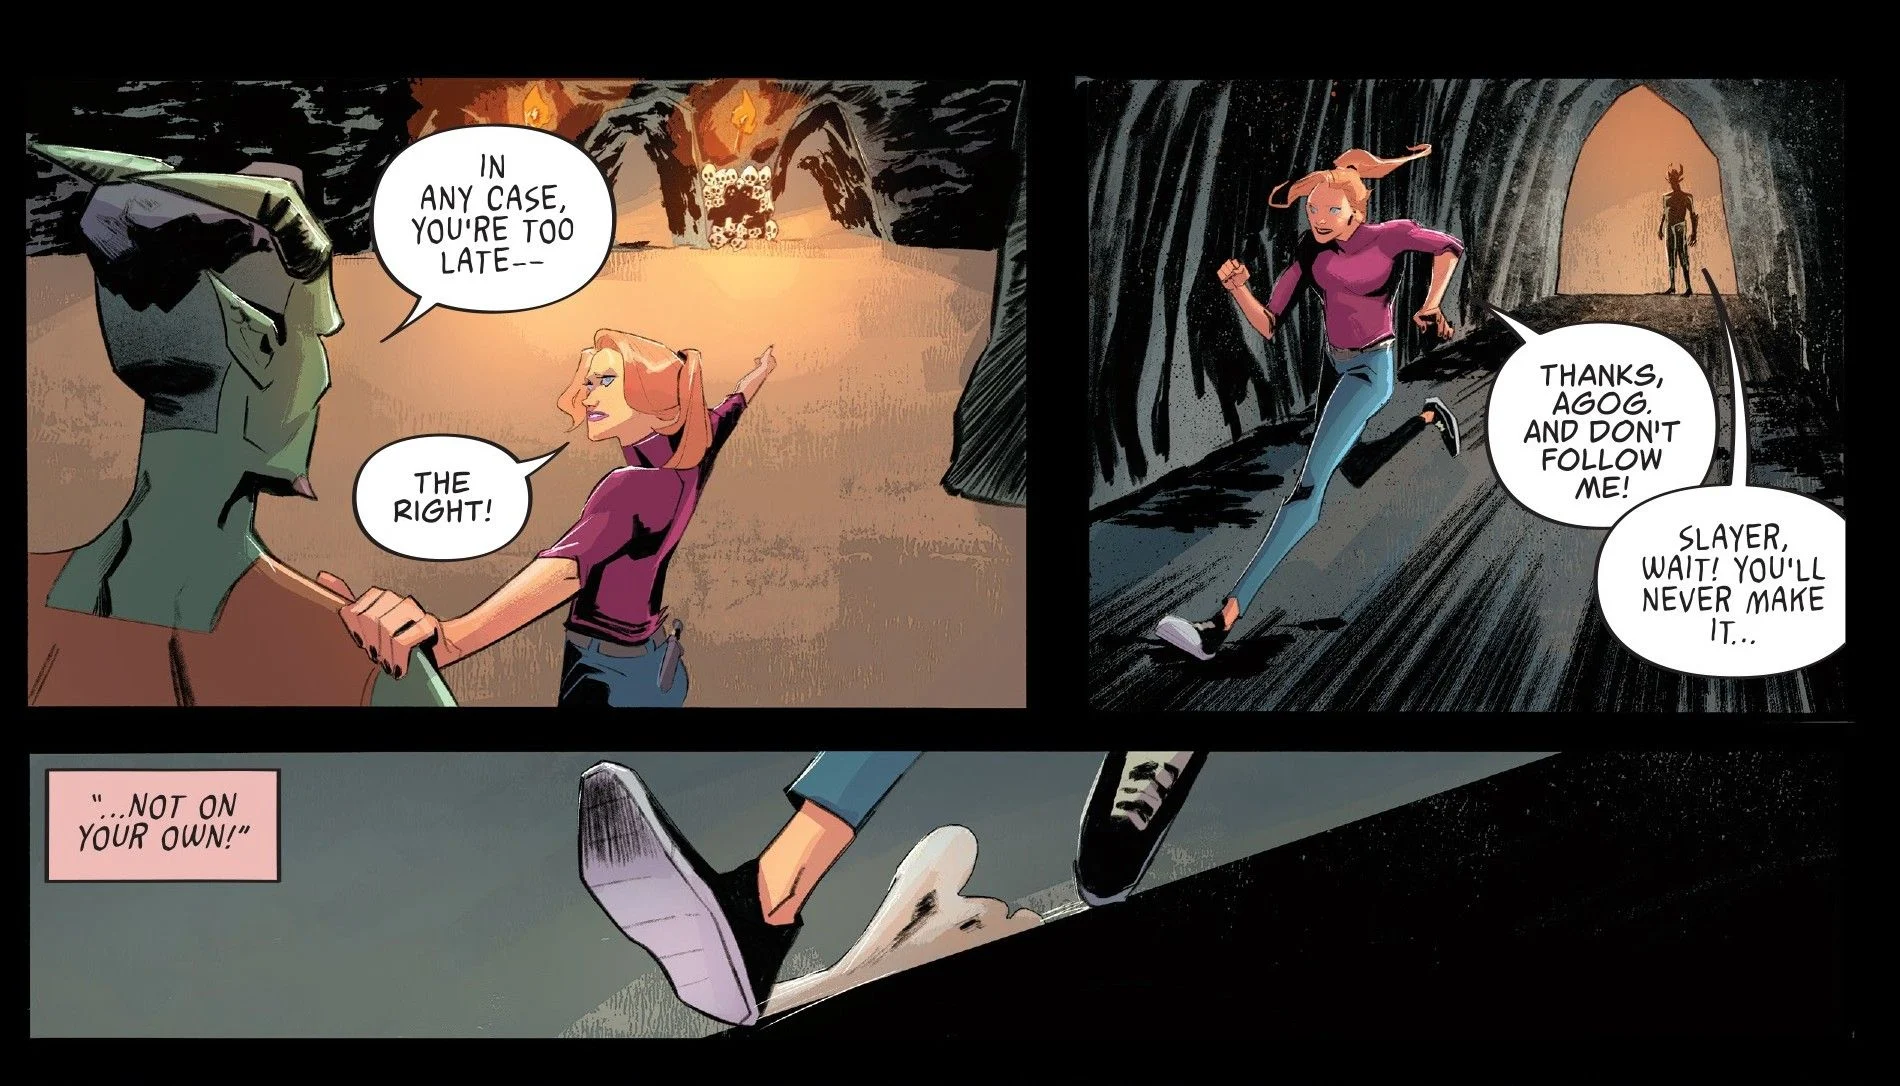 IN
ANY CASE,
YOU'RE TOO
LATE--
THE
RIGHT!
THANKS,
AGOG.
AND DON'T
FOLLOW
ME!
SLAYER,
WAIT! YOU'LL
NEVER MAKE
IT...
"...NOT ON
YOUR OWN!"